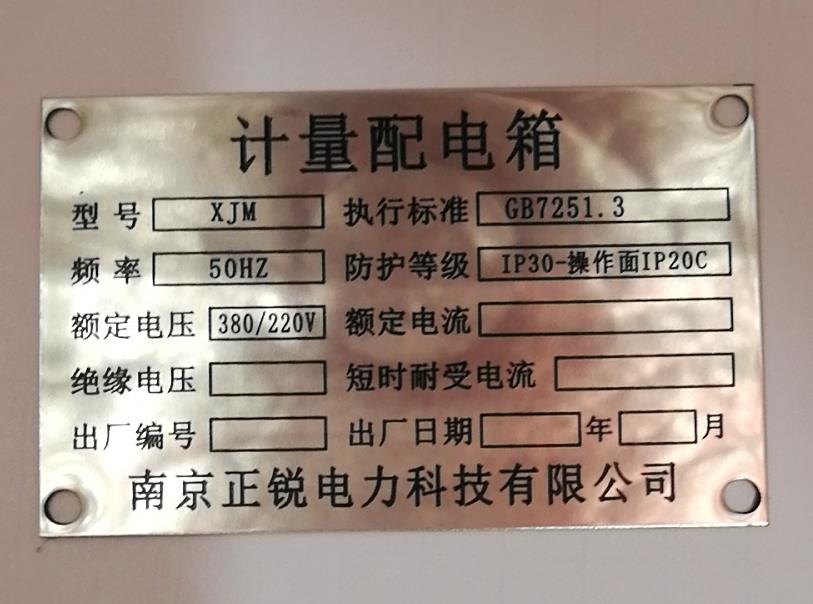 计量配电箱
型号 XJM 执行标准 GB7251.3
频率 50HZ 防护等级 IP30-操作面IP20C
额定电压 380/220V 额定电流
绝缘电压 短时耐受电流
出厂编号 出厂日期 年 月
南京正锐电力科技有限公司